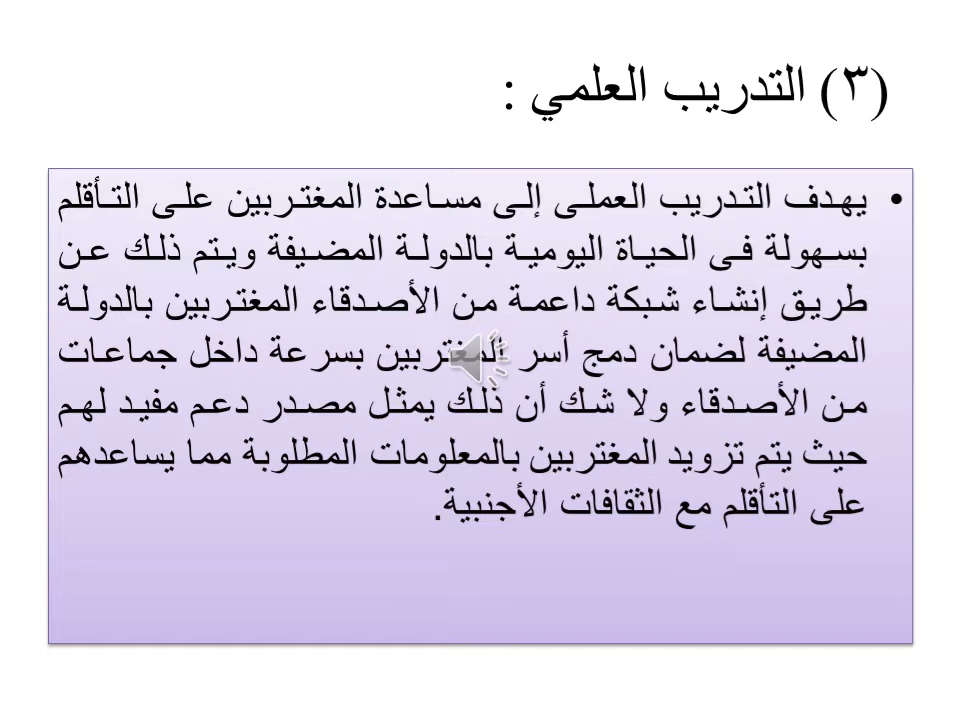 (٣) التدريب العلمي :
• يهدف التدريب العملى إلى مساعدة المغتربين على التأقلم
بسهولة فى الحياة اليومية بالدولة المضيفة ويتم ذلك عن
طريق إنشاء شبكة داعمة من الأصدقاء المغتربين بالدولة
المضيفة لضمان دمج أسر المغتربين بسرعة داخل جماعات
من الأصدقاء ولا شك أن ذلك يمثل مصدر دعم مفيد لهم
حيث يتم تزويد المغتربين بالمعلومات المطلوبة مما يساعدهم
على التأقلم مع الثقافات الأجنبية.